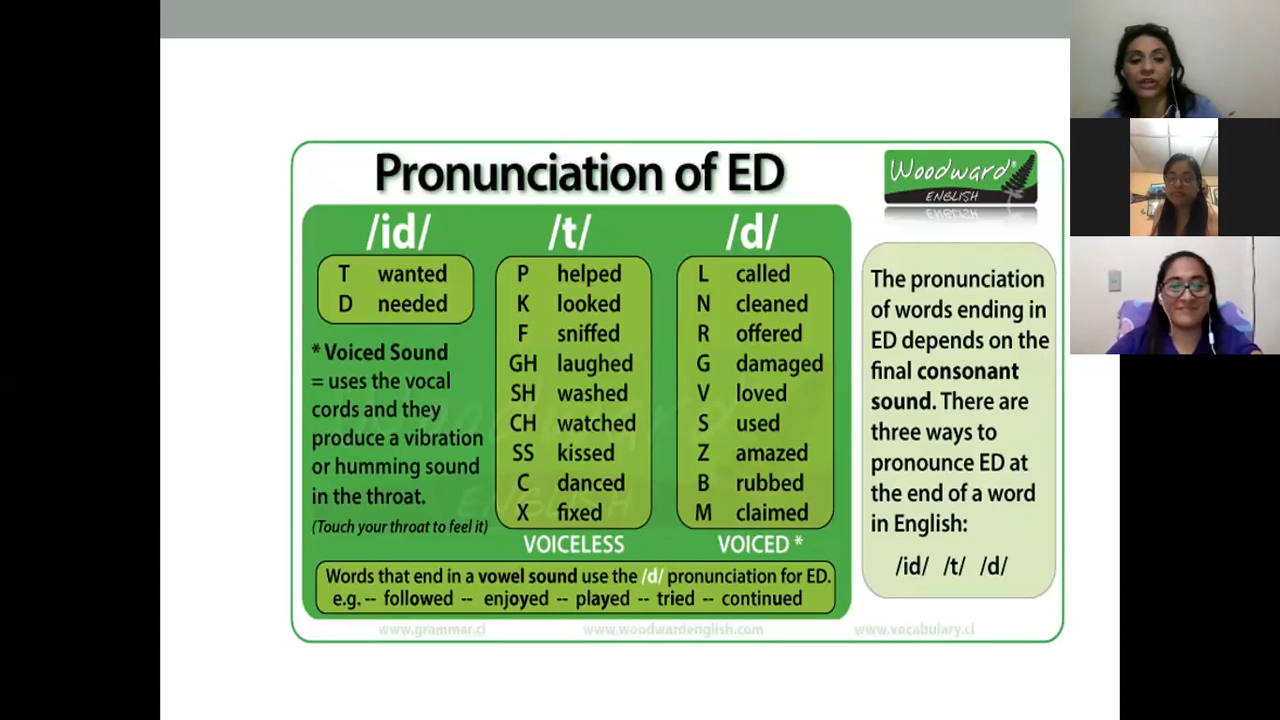 Pronunciation of ED
Woodward®
ENGLISH
/id/
T wanted
D needed
* Voiced Sound
= uses the vocal
cords and they
produce a vibration
or humming sound
in the throat.
(Touch your throat to feel it)
/t/
P helped
K looked
F sniffed
GH laughed
SH washed
CH watched
SS kissed
C danced
X fixed
VOICELESS
/d/
L called
N cleaned
R offered
G damaged
V loved
S used
Z amazed
B rubbed
M claimed
VOICED *
Words that end in a vowel sound use the /d/ pronunciation for ED.
e.g. -- followed -- enjoyed -- played -- tried -- continued
The pronunciation
of words ending in
ED depends on the
final consonant
sound. There are
three ways to
pronounce ED at
the end of a word
in English:
/id/ /t/ /d/
www.grammar.cl www.woodwardenglish.com www.vocabulary.cl